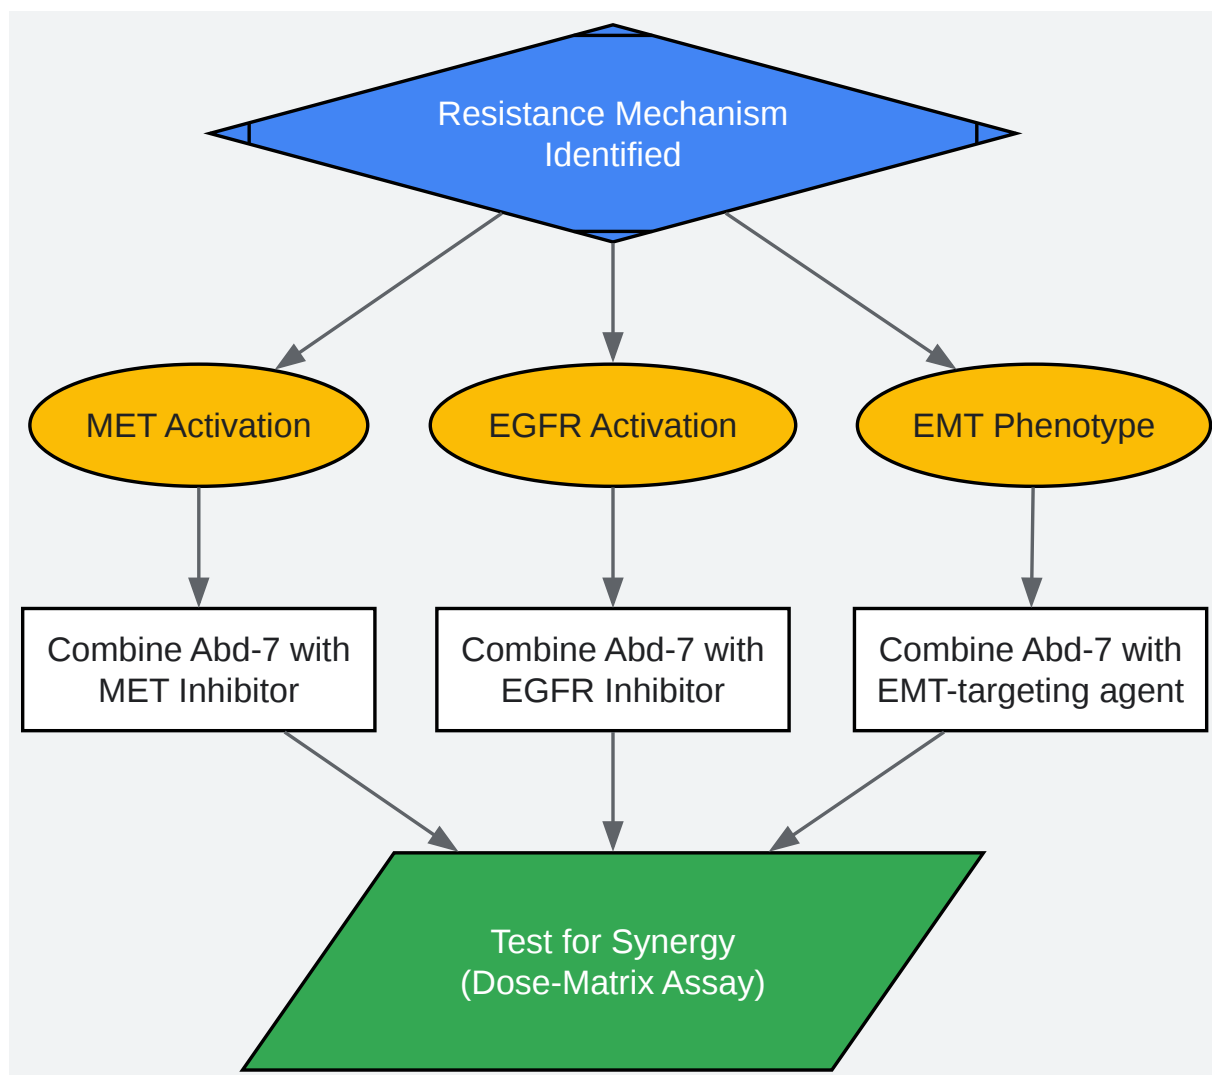 Resistance Mechanism
Identified
MET Activation
EGFR Activation
EMT Phenotype
Combine Abd-7 with
MET Inhibitor
Combine Abd-7 with
EGFR Inhibitor
Combine Abd-7 with
EMT-targeting agent
Test for Synergy
(Dose-Matrix Assay)